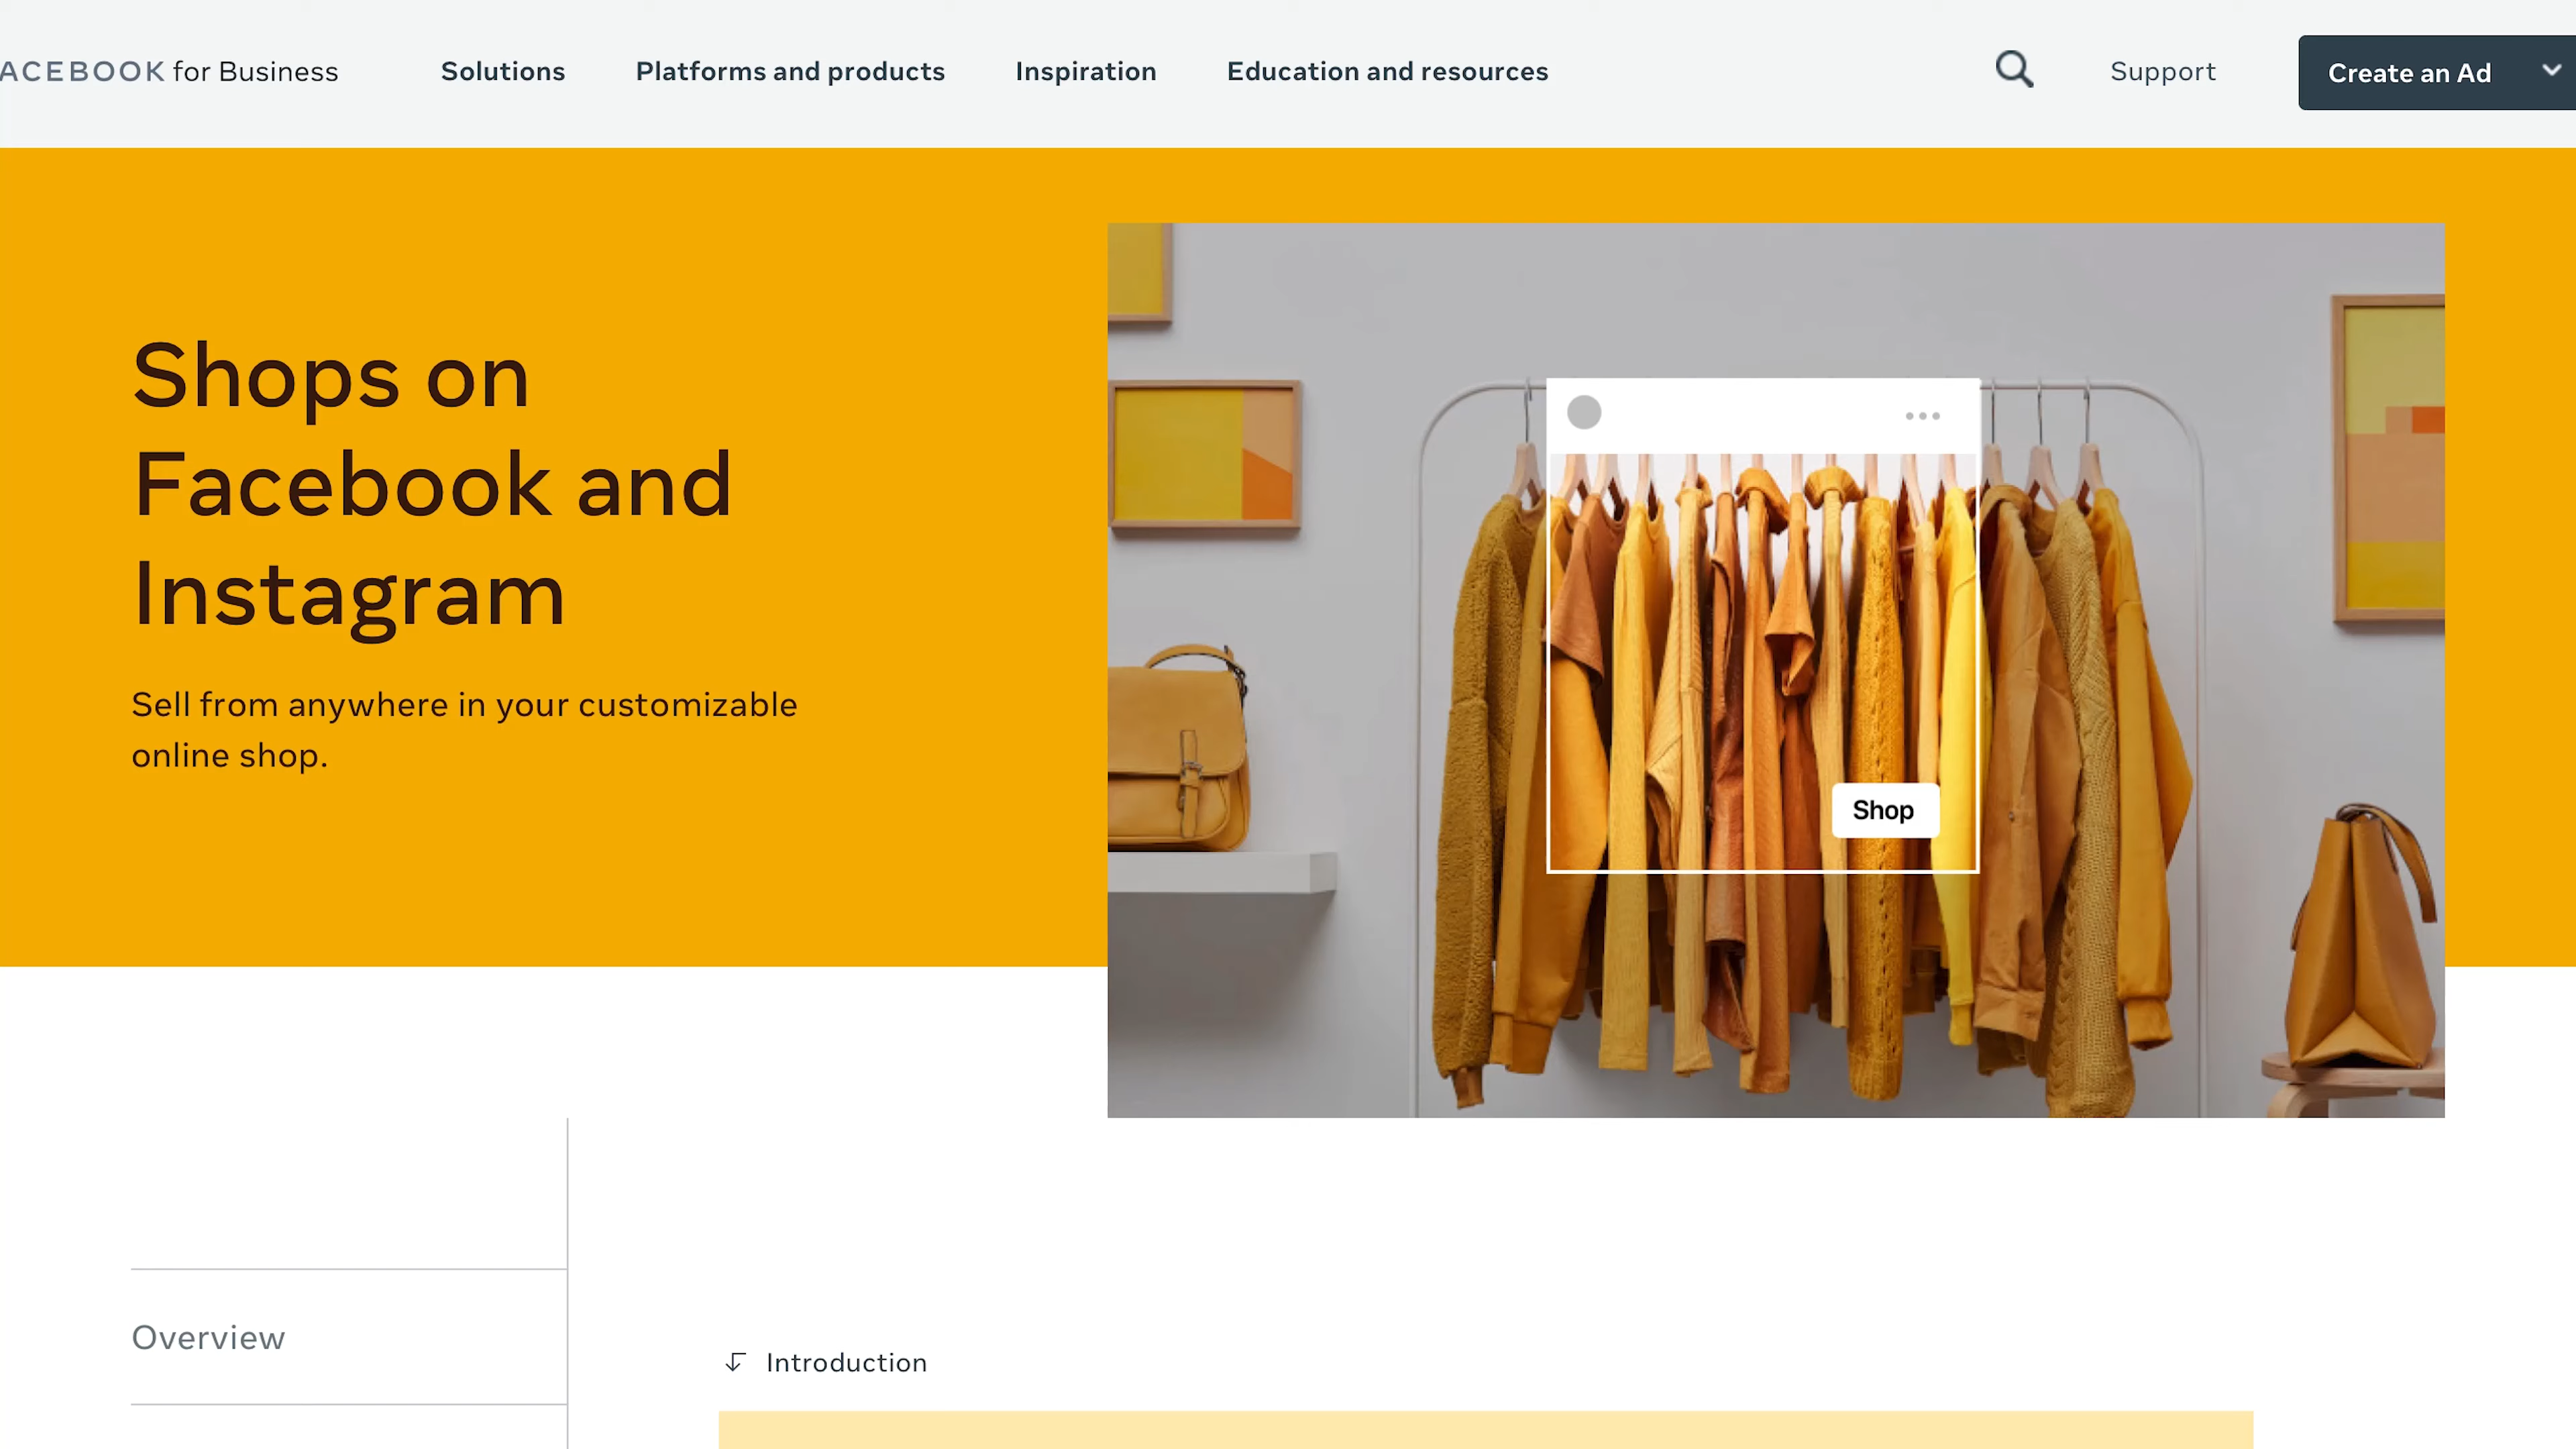 ACEBOOK for Business
Solutions
Platforms and products
Inspiration
Education and resources
Support
Create an Ad
Shops on
Facebook and
Instagram
Sell from anywhere in your customizable
online shop.
Shop
Overview
Introduction